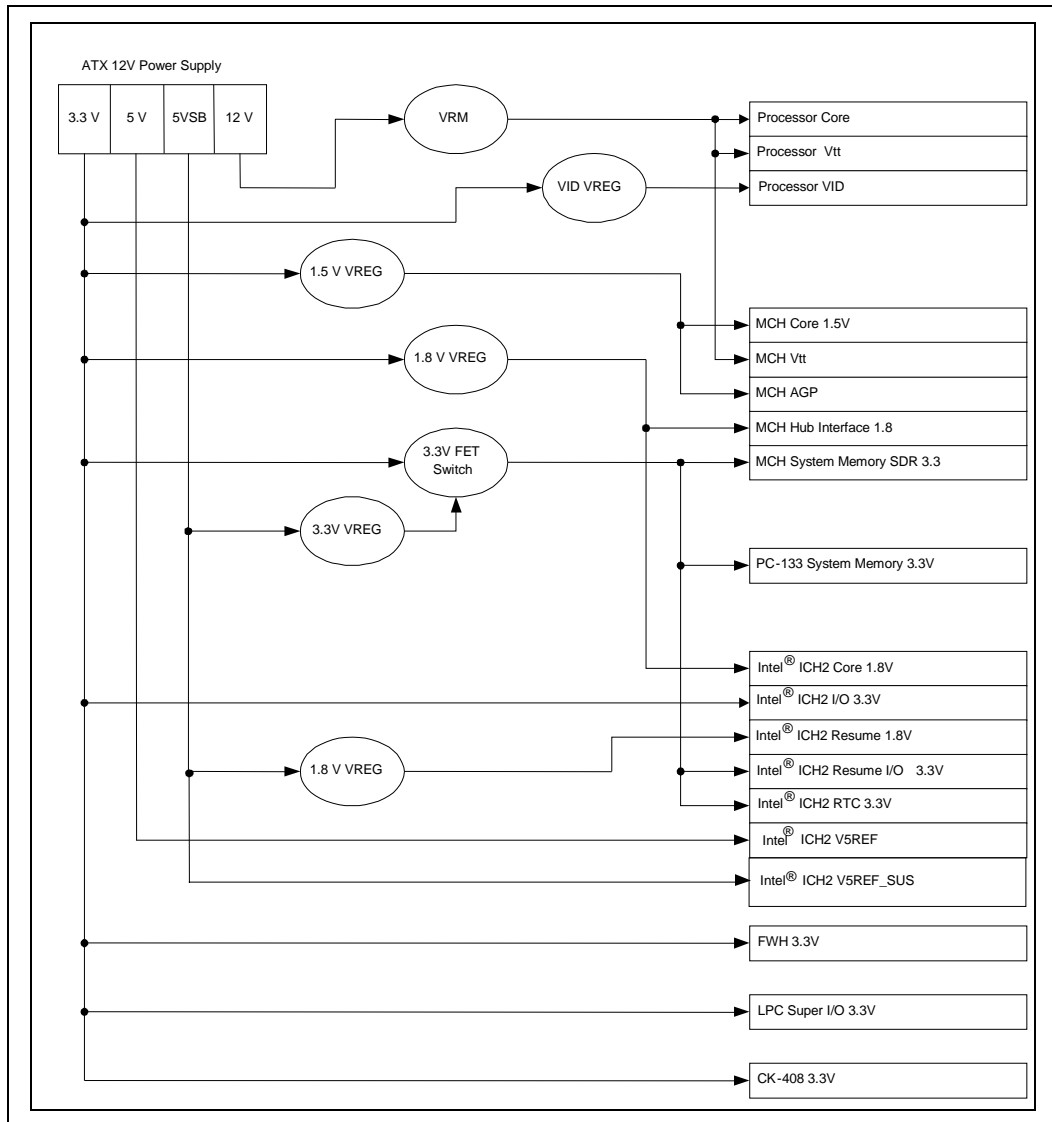 ATX 12V Power Supply
3.3 V 5 V 5VSB 12 V
VRM
Processor Core
Processor Vtt
VID VREG
Processor VID
1.5 V VREG
MCH Core 1.5V
1.8 V VREG
MCH Vtt
MCH AGP
MCH Hub Interface 1.8
3.3V FET
Switch
MCH System Memory SDR 3.3
3.3V VREG
PC-133 System Memory 3.3V
Intel® ICH2 Core 1.8V
Intel® ICH2 I/O 3.3V
Intel® ICH2 Resume 1.8V
1.8 V VREG
Intel® ICH2 Resume I/O 3.3V
Intel® ICH2 RTC 3.3V
Intel® ICH2 V5REF
Intel® ICH2 V5REF_SUS
FWH 3.3V
LPC Super I/O 3.3V
CK-408 3.3V